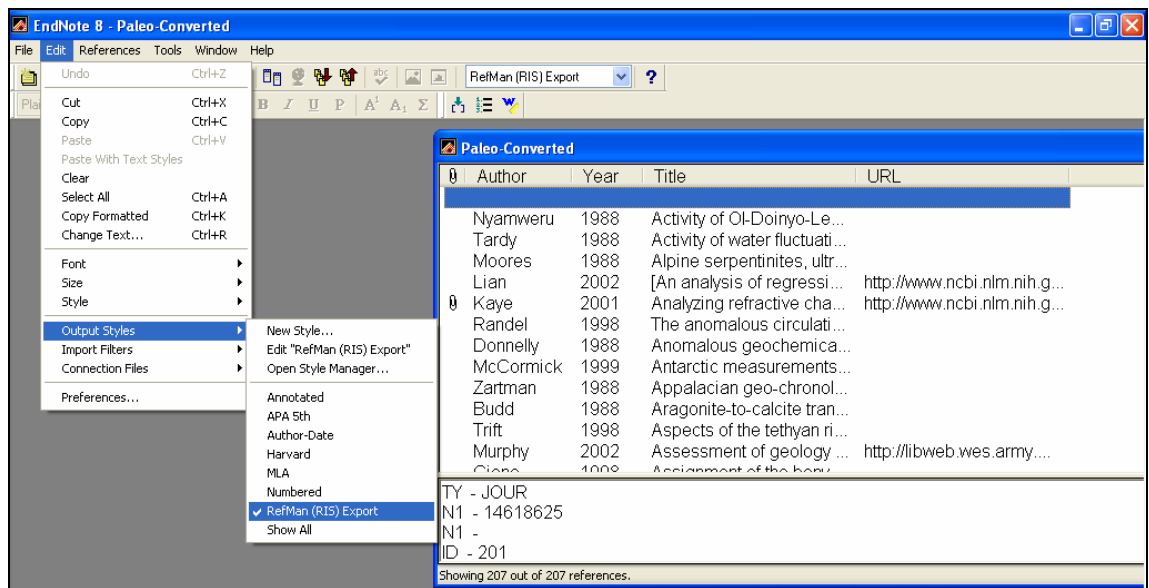 EndNote 8 - Paleo-Converted
File Edit References Tools Window Help
RefMan (RIS) Export ?
B I U P A¹ A₁ Σ
Undo Ctrl+Z
Cut Ctrl+X
Copy Ctrl+C
Paste Ctrl+V
Paste With Text Styles
Clear
Select All Ctrl+A
Copy Formatted Ctrl+K
Change Text... Ctrl+R
Font
Size
Style
Output Styles
Import Filters
Connection Files
Preferences...
New Style...
Edit "RefMan (RIS) Export"
Open Style Manager...
Annotated
APA 5th
Author-Date
Harvard
MLA
Numbered
RefMan (RIS) Export
Show All
Paleo-Converted
Author Year Title URL
Nyamweru 1988 Activity of Ol-Doinyo-Le...
Tardy 1988 Activity of water fluctuati...
Moores 1988 Alpine serpentinites, ultr...
Lian 2002 [An analysis of regressi... http://www.ncbi.nlm.nih.g...
Kaye 2001 Analyzing refractive cha... http://www.ncbi.nlm.nih.g...
Randel 1998 The anomalous circulati...
Donnelly 1988 Anomalous geochemica...
McCormick 1999 Antarctic measurements...
Zartman 1988 Appalacian geo-chronol...
Budd 1988 Aragonite-to-calcite tran...
Trift 1998 Aspects of the tethyan ri...
Murphy 2002 Assessment of geology ... http://libweb.wes.army....
TY - JOUR
N1 - 14618625
N1 -
ID - 201
Showing 207 out of 207 references.